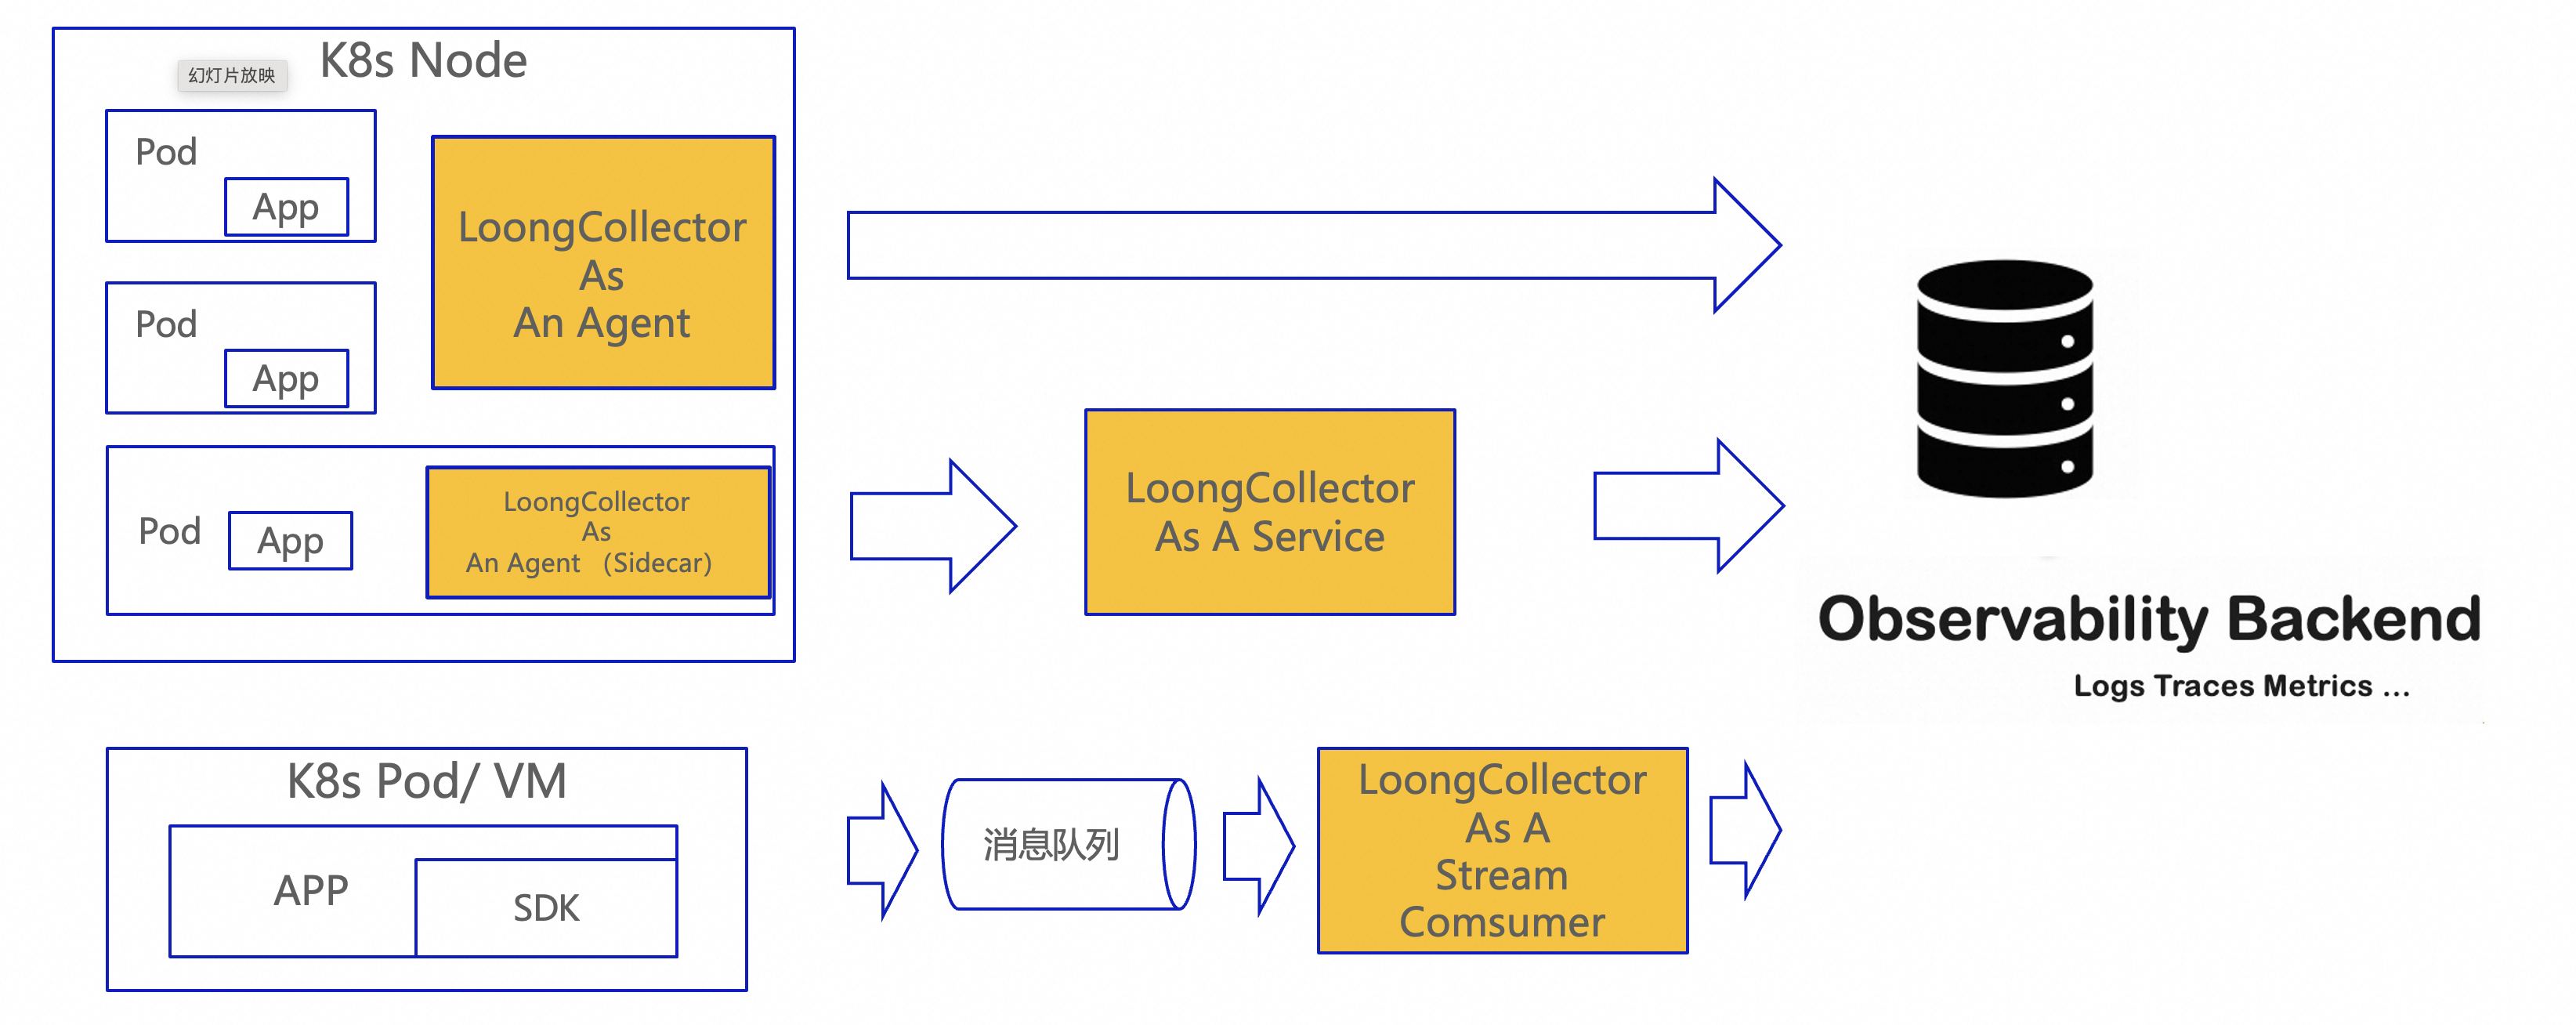 K8s Node
幻灯片放映
Pod
App
LoongCollector
As
An Agent
Pod
App
Pod
App
LoongCollector
As
An Agent （Sidecar）
LoongCollector
As A Service
Observability Backend
Logs Traces Metrics ...
K8s Pod/ VM
APP
SDK
消息队列
LoongCollector
As A
Stream
Comsumer